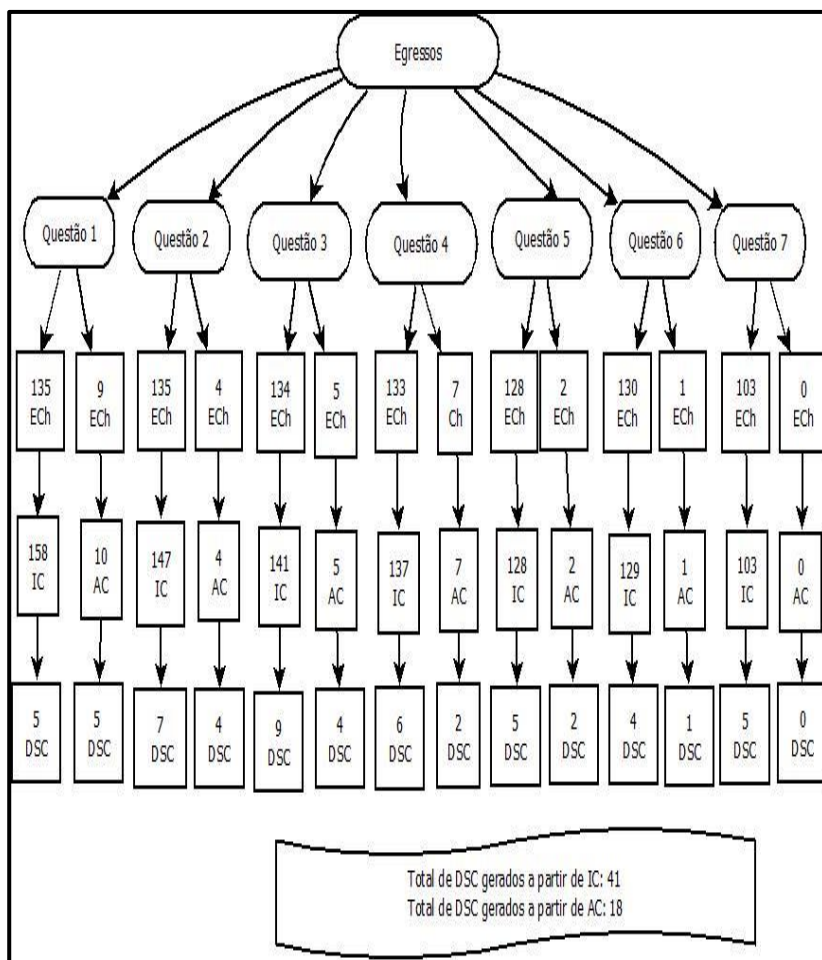 Egressos
Questão 1
Questão 2
Questão 3
Questão 4
Questão 5
Questão 6
Questão 7
135
ECh
9
ECh
135
ECh
4
ECh
134
ECh
5
ECh
133
ECh
7
Ch
128
ECh
2
ECh
130
ECh
1
ECh
103
ECh
0
ECh
158
IC
10
AC
147
IC
4
AC
141
IC
5
AC
137
IC
7
AC
128
IC
2
AC
129
IC
1
AC
103
IC
0
AC
5
DSC
5
DSC
7
DSC
4
DSC
9
DSC
4
DSC
6
DSC
2
DSC
5
DSC
2
DSC
4
DSC
1
DSC
5
DSC
0
DSC
Total de DSC gerados a partir de IC: 41
Total de DSC gerados a partir de AC: 18